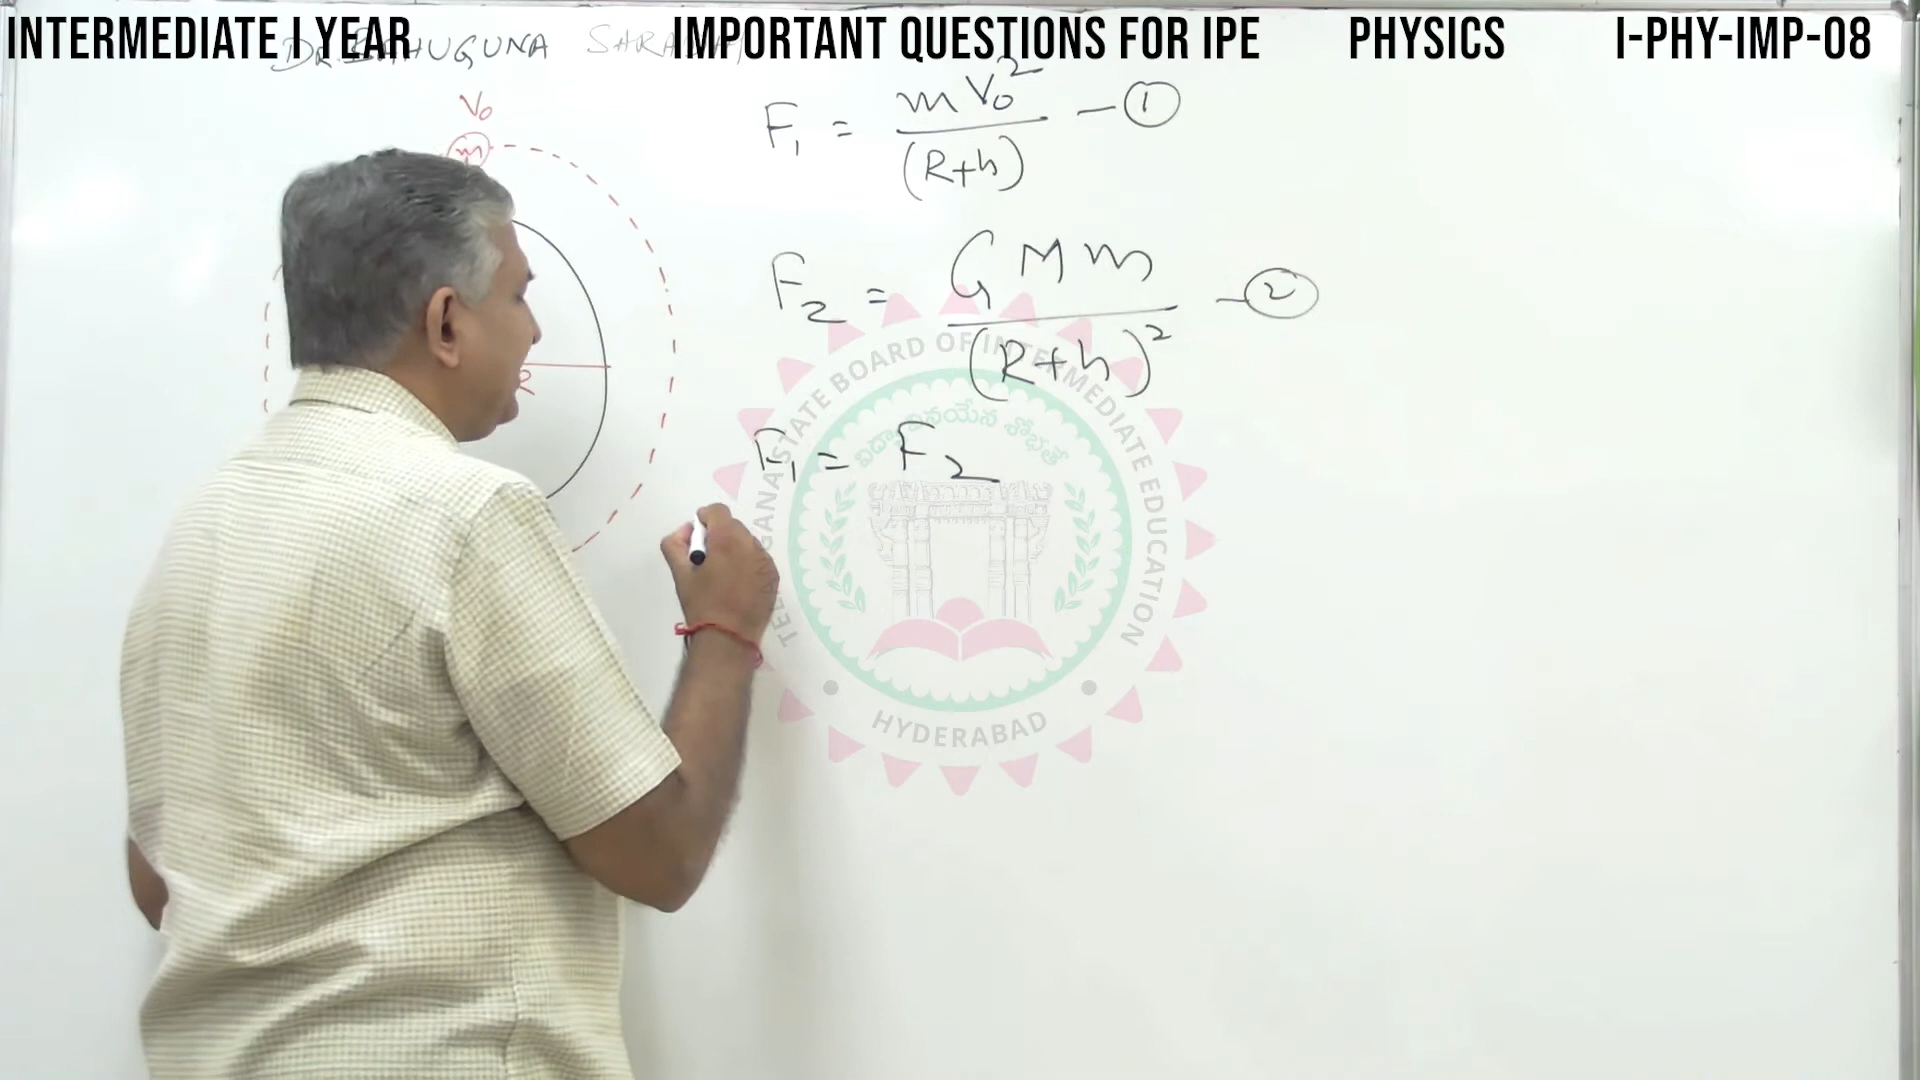 INTERMEDIATE I YEAR IMPORTANT QUESTIONS FOR IPE PHYSICS I-PHY-IMP-08
V₀
m
R
F₁ = mV₀² / (R+h) — ①
F₂ = GMm / (R+h)² — ②
F₁ = F₂
TELANGANA STATE BOARD OF INTERMEDIATE EDUCATION
HYDERABAD